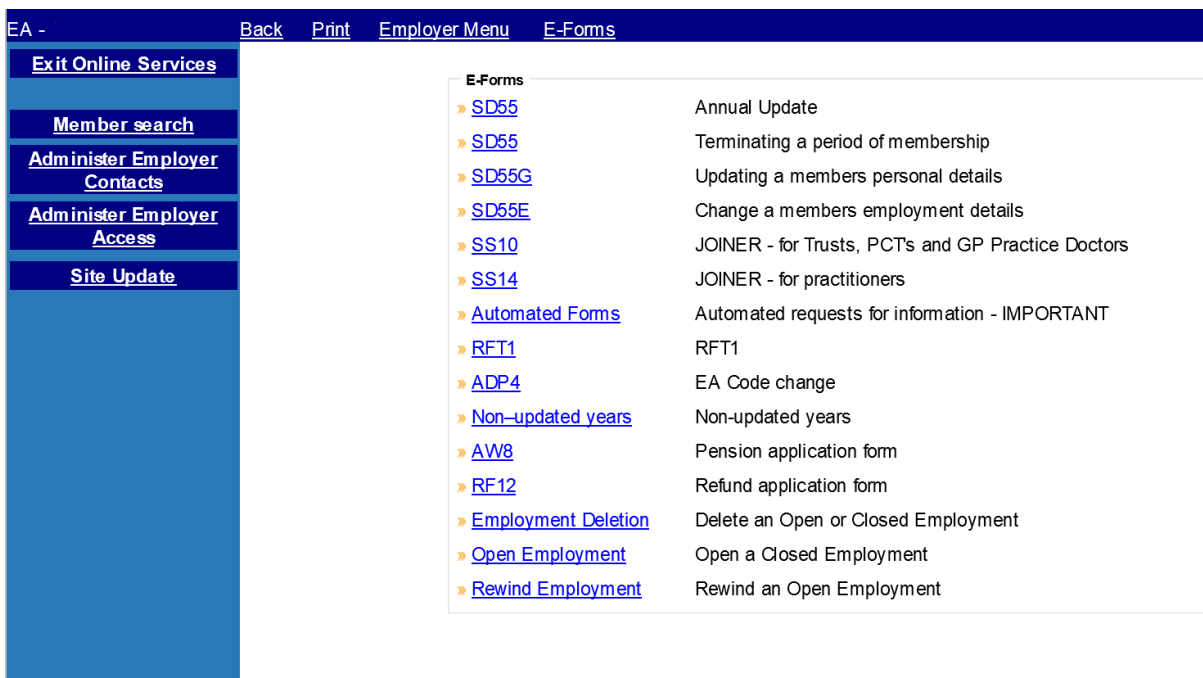 EA - Back Print Employer Menu E-Forms
Exit Online Services
Member search
Administer Employer
Contacts
Administer Employer
Access
Site Update
E-Forms
» SD55 Annual Update
» SD55 Terminating a period of membership
» SD55G Updating a members personal details
» SD55E Change a members employment details
» SS10 JOINER - for Trusts, PCT's and GP Practice Doctors
» SS14 JOINER - for practitioners
» Automated Forms Automated requests for information - IMPORTANT
» RFT1 RFT1
» ADP4 EA Code change
» Non–updated years Non-updated years
» AW8 Pension application form
» RF12 Refund application form
» Employment Deletion Delete an Open or Closed Employment
» Open Employment Open a Closed Employment
» Rewind Employment Rewind an Open Employment